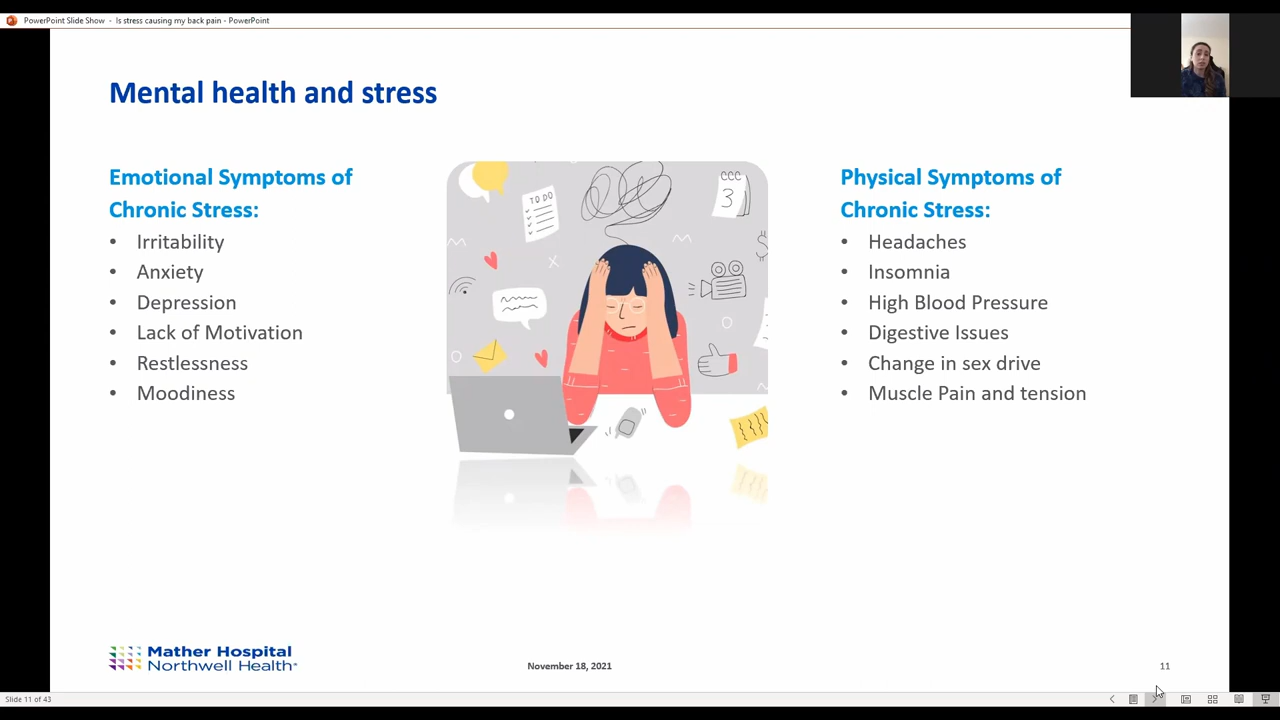 PowerPoint Slide Show - Is stress causing my back pain - PowerPoint
Mental health and stress
Emotional Symptoms of
Chronic Stress:
• Irritability
• Anxiety
• Depression
• Lack of Motivation
• Restlessness
• Moodiness
TO DO
3
Physical Symptoms of
Chronic Stress:
• Headaches
• Insomnia
• High Blood Pressure
• Digestive Issues
• Change in sex drive
• Muscle Pain and tension
Mather Hospital
Northwell Health®
November 18, 2021
11
Slide 11 of 43